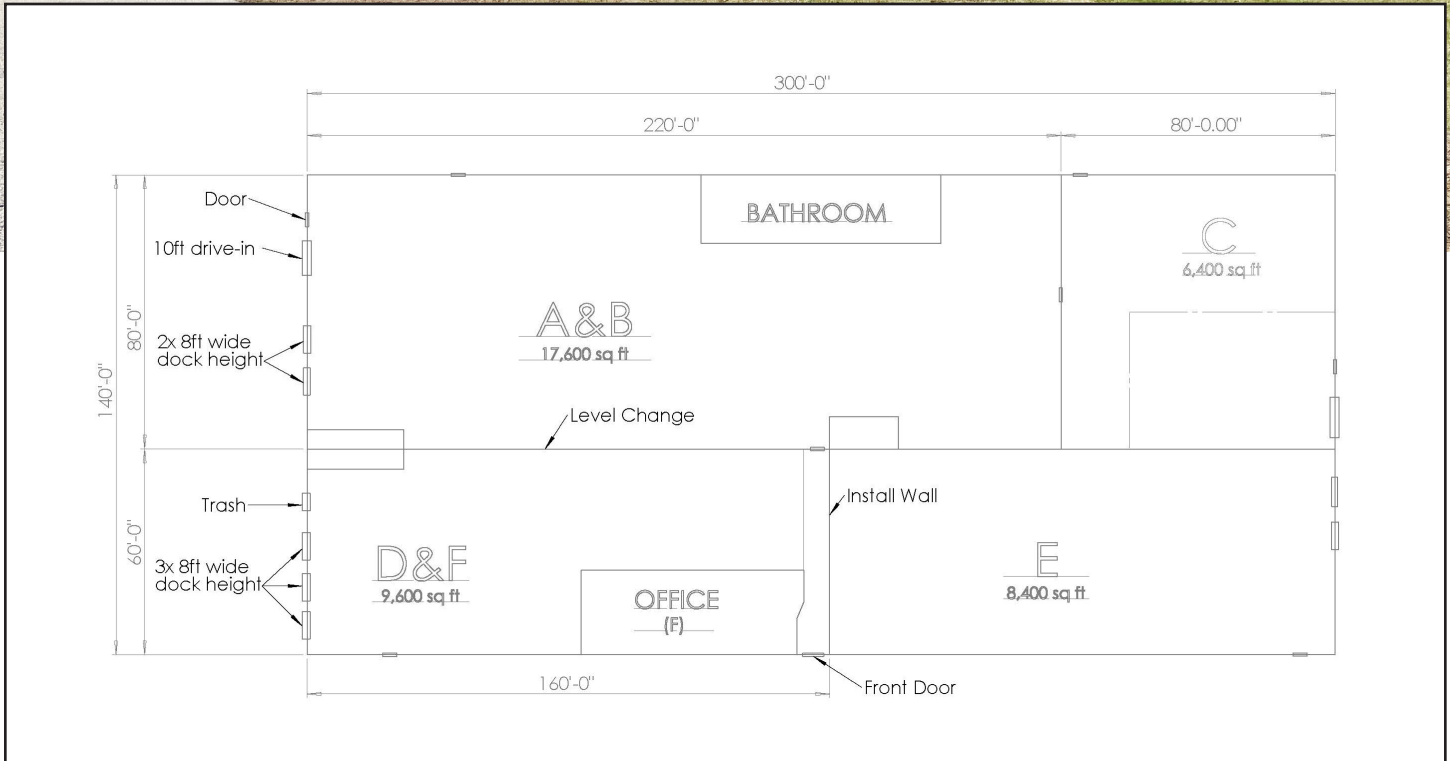 300'-0"
220'-0"
80'-0.00"
Door
10ft drive-in
2x 8ft wide
dock height
140'-0"
80'-0"
BATHROOM
C
6,400 sq ft
A&B
17,600 sq ft
Level Change
Trash
60'-0"
3x 8ft wide
dock height
D&F
9,600 sq ft
OFFICE
(F)
Install Wall
E
8,400 sq ft
160'-0"
Front Door